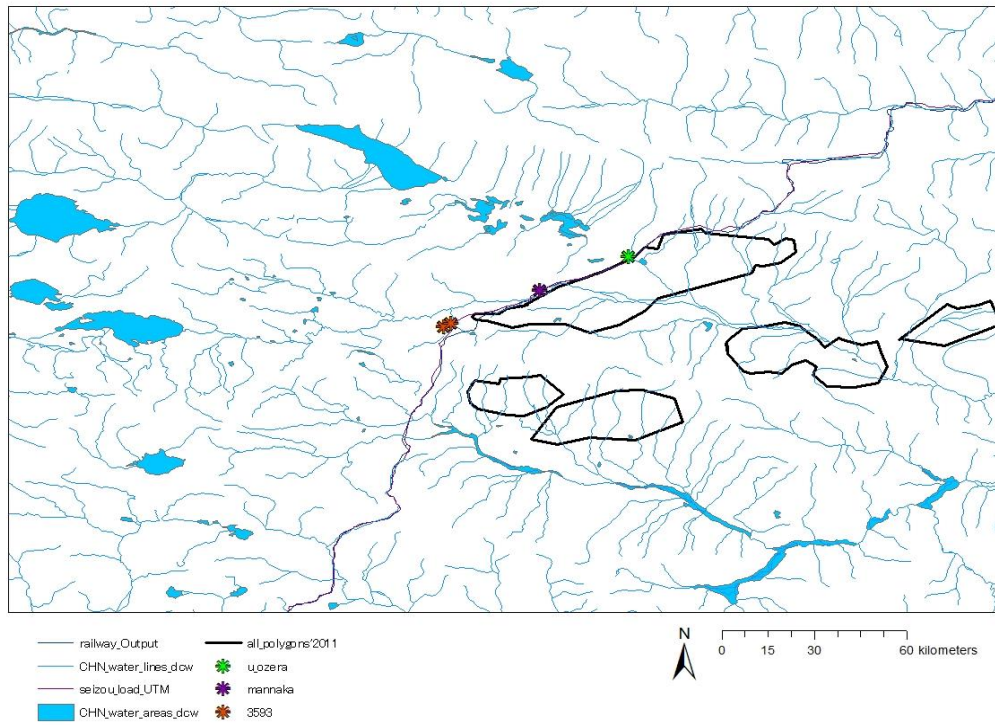 railway_Output
CHN_water_lines_dcw
seizou_load_UTM
CHN_water_areas_dcw
all_polygons'2011
u_ozera
mannaka
3593
N
0 15 30 60 kilometers